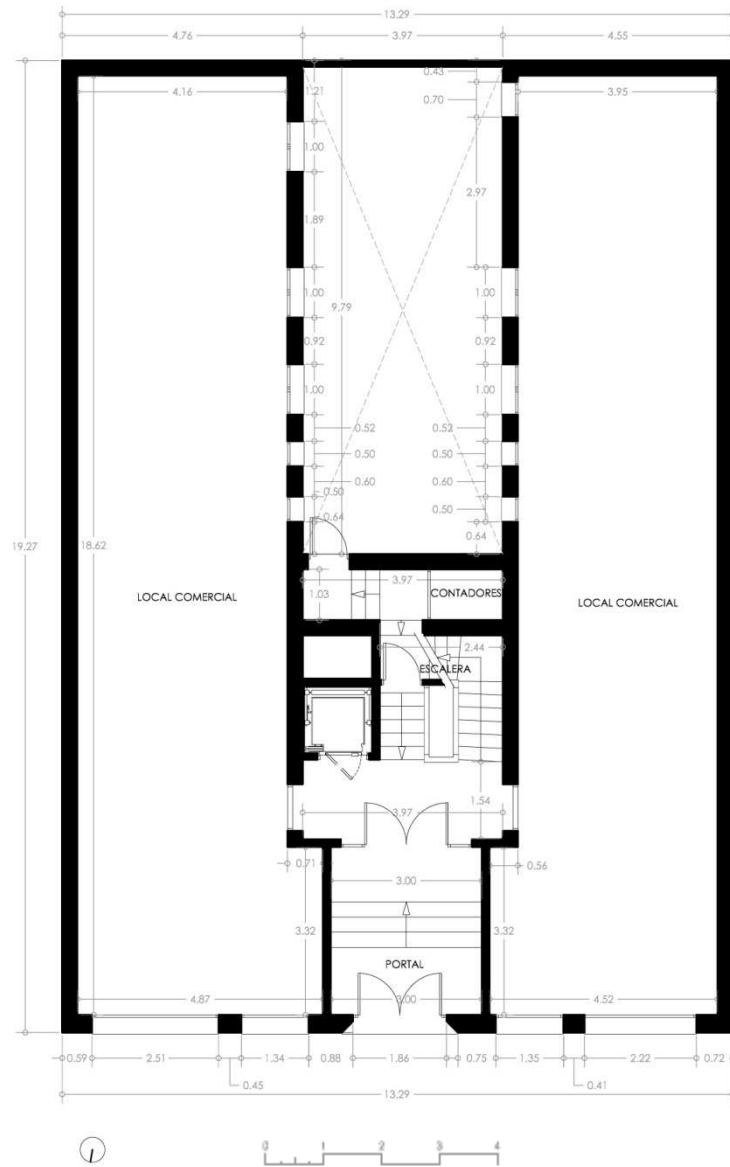 13.29
4.76 3.97 4.55
0.43
4.16 1.21 0.70 3.95
1.00
2.97
1.89
1.00 9.79 1.00
0.92 0.92
1.00 1.00
0.52 0.52
0.50 0.50
0.60 0.60
0.50 0.50
0.64 0.64
19.27 18.62
3.97
1.03 CONTADORES
LOCAL COMERCIAL LOCAL COMERCIAL
2.44
ESCALERA
1.54
3.97
0.71 0.56
3.00
3.32 3.32
PORTAL
4.87 3.00 4.52
0.59 2.51 1.34 0.88 1.86 0.75 1.35 2.22 0.72
0.45 0.41
13.29
0 1 2 3 4